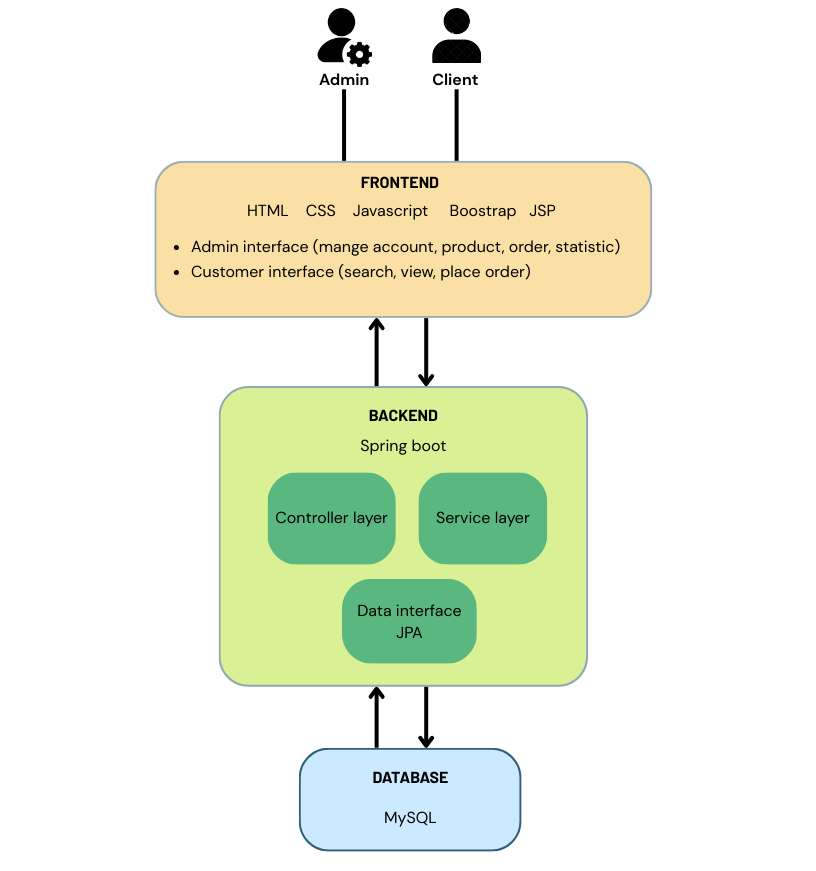 Admin Client
FRONTEND
HTML CSS Javascript Boostrap JSP
• Admin interface (mange account, product, order, statistic)
• Customer interface (search, view, place order)
BACKEND
Spring boot
Controller layer Service layer
Data interface
JPA
DATABASE
MySQL